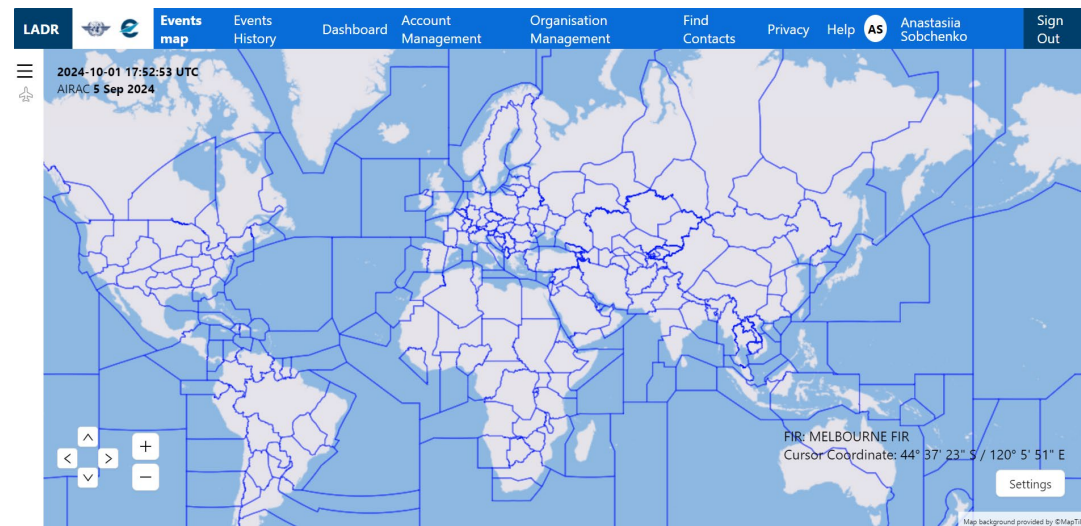 LADR
Events map
Events History
Dashboard
Account Management
Organisation Management
Find Contacts
Privacy
Help
AS
Anastasiia Sobchenko
Sign Out
2024-10-01 17:52:53 UTC
AIRAC 5 Sep 2024
FIR: MELBOURNE FIR
Cursor Coordinate: 44° 37' 23" S / 120° 5' 51" E
Settings
Map background provided by ©MapTil